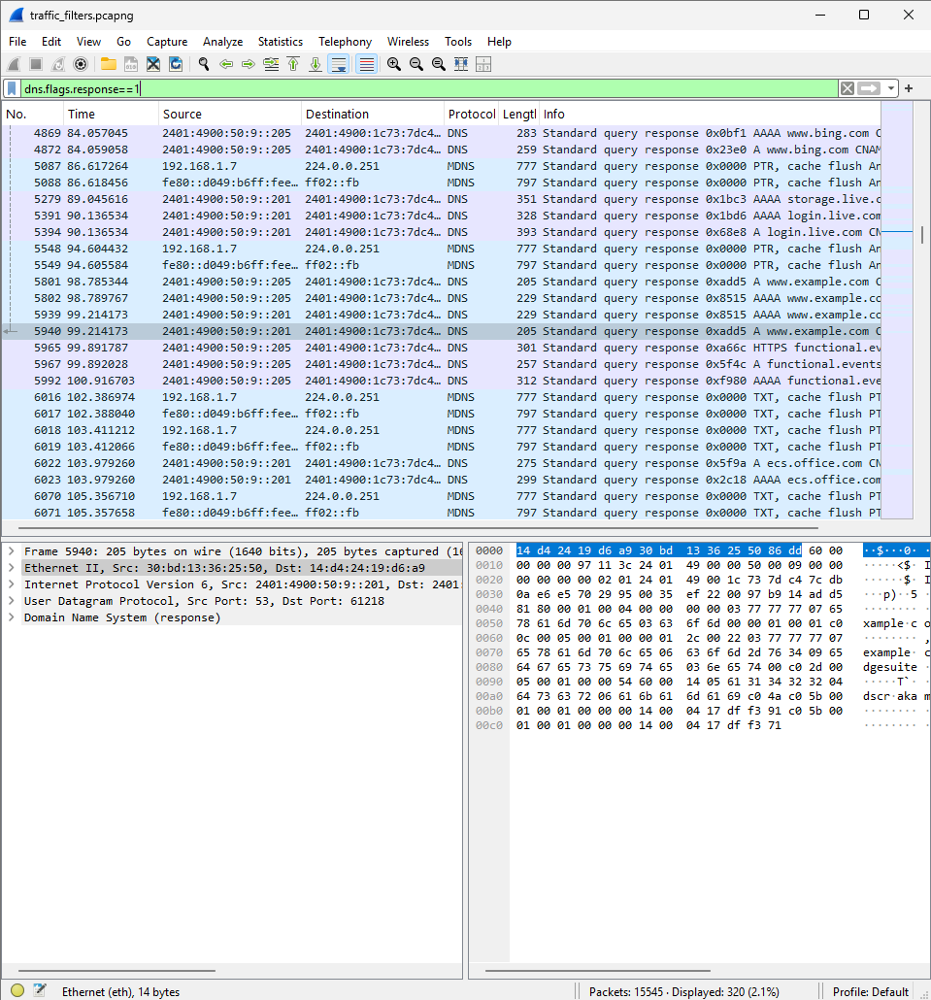 traffic_filters.pcapng
File Edit View Go Capture Analyze Statistics Telephony Wireless Tools Help
dns.flags.response==1
No. Time Source Destination Protocol Lengtl Info
4869 84.057045 2401:4900:50:9::205 2401:4900:1c73:7dc4… DNS 283 Standard query response 0x0bf1 AAAA www.bing.com C
4872 84.059058 2401:4900:50:9::205 2401:4900:1c73:7dc4… DNS 259 Standard query response 0x23e0 A www.bing.com CNAM
5087 86.617264 192.168.1.7 224.0.0.251 MDNS 777 Standard query response 0x0000 PTR, cache flush An
5088 86.618456 fe80::d049:b6ff:fee… ff02::fb MDNS 797 Standard query response 0x0000 PTR, cache flush An
5279 89.045616 2401:4900:50:9::201 2401:4900:1c73:7dc4… DNS 351 Standard query response 0x1bc3 AAAA storage.live.c
5391 90.136534 2401:4900:50:9::201 2401:4900:1c73:7dc4… DNS 328 Standard query response 0x1bd6 AAAA login.live.com
5394 90.136534 2401:4900:50:9::201 2401:4900:1c73:7dc4… DNS 393 Standard query response 0x68e8 A login.live.com CN
5548 94.604432 192.168.1.7 224.0.0.251 MDNS 777 Standard query response 0x0000 PTR, cache flush An
5549 94.605584 fe80::d049:b6ff:fee… ff02::fb MDNS 797 Standard query response 0x0000 PTR, cache flush An
5801 98.785344 2401:4900:50:9::205 2401:4900:1c73:7dc4… DNS 205 Standard query response 0xadd5 A www.example.com C
5802 98.789767 2401:4900:50:9::205 2401:4900:1c73:7dc4… DNS 229 Standard query response 0x8515 AAAA www.example.co
5939 99.214173 2401:4900:50:9::201 2401:4900:1c73:7dc4… DNS 229 Standard query response 0x8515 AAAA www.example.co
5940 99.214173 2401:4900:50:9::201 2401:4900:1c73:7dc4… DNS 205 Standard query response 0xadd5 A www.example.com C
5965 99.891787 2401:4900:50:9::205 2401:4900:1c73:7dc4… DNS 301 Standard query response 0xa66c HTTPS functional.ev
5967 99.892028 2401:4900:50:9::205 2401:4900:1c73:7dc4… DNS 257 Standard query response 0x5f4c A functional.events
5992 100.916703 2401:4900:50:9::205 2401:4900:1c73:7dc4… DNS 312 Standard query response 0xf980 AAAA functional.eve
6016 102.386974 192.168.1.7 224.0.0.251 MDNS 777 Standard query response 0x0000 TXT, cache flush PT
6017 102.388040 fe80::d049:b6ff:fee… ff02::fb MDNS 797 Standard query response 0x0000 TXT, cache flush PT
6018 103.411212 192.168.1.7 224.0.0.251 MDNS 777 Standard query response 0x0000 TXT, cache flush PT
6019 103.412066 fe80::d049:b6ff:fee… ff02::fb MDNS 797 Standard query response 0x0000 TXT, cache flush PT
6022 103.979260 2401:4900:50:9::201 2401:4900:1c73:7dc4… DNS 275 Standard query response 0x5f9a A ecs.office.com CN
6023 103.979260 2401:4900:50:9::201 2401:4900:1c73:7dc4… DNS 299 Standard query response 0x2c18 AAAA ecs.office.com
6070 105.356710 192.168.1.7 224.0.0.251 MDNS 777 Standard query response 0x0000 TXT, cache flush PT
6071 105.357658 fe80::d049:b6ff:fee… ff02::fb MDNS 797 Standard query response 0x0000 TXT, cache flush PT
Frame 5940: 205 bytes on wire (1640 bits), 205 bytes captured (16
Ethernet II, Src: 30:bd:13:36:25:50, Dst: 14:d4:24:19:d6:a9
Internet Protocol Version 6, Src: 2401:4900:50:9::201, Dst: 2401:
User Datagram Protocol, Src Port: 53, Dst Port: 61218
Domain Name System (response)
0000 14 d4 24 19 d6 a9 30 bd 13 36 25 50 86 dd 60 00 ··$···0· ·
0010 00 00 00 97 11 3c 24 01 49 00 00 50 00 09 00 00 ·····<$· I
0020 00 00 00 00 02 01 24 01 49 00 1c 73 7d c4 7c db ······$· I
0030 0a e6 e5 70 29 95 00 35 ef 22 00 97 b9 14 ad d5 ···p)··5 ·
0040 81 80 00 01 00 04 00 00 00 00 03 77 77 77 07 65 ········ ·
0050 78 61 6d 70 6c 65 03 63 6f 6d 00 00 01 00 01 c0 xample·c o
0060 0c 00 05 00 01 00 00 01 2c 00 22 03 77 77 77 07 ········ ,
0070 65 78 61 6d 70 6c 65 06 63 6f 6d 2d 76 34 09 65 example· c
0080 64 67 65 73 75 69 74 65 03 6e 65 74 00 c0 2d 00 dgesuite ·
0090 05 00 01 00 00 54 60 00 14 05 61 31 34 32 32 04 ·····T`· ·
00a0 64 73 63 72 06 61 6b 61 6d 61 69 c0 4a c0 5b 00 dscr·aka m
00b0 01 00 01 00 00 00 14 00 04 17 df f3 91 c0 5b 00 ········ ·
00c0 01 00 01 00 00 00 14 00 04 17 df f3 71 ········ ·
Ethernet (eth), 14 bytes Packets: 15545 · Displayed: 320 (2.1%) Profile: Default